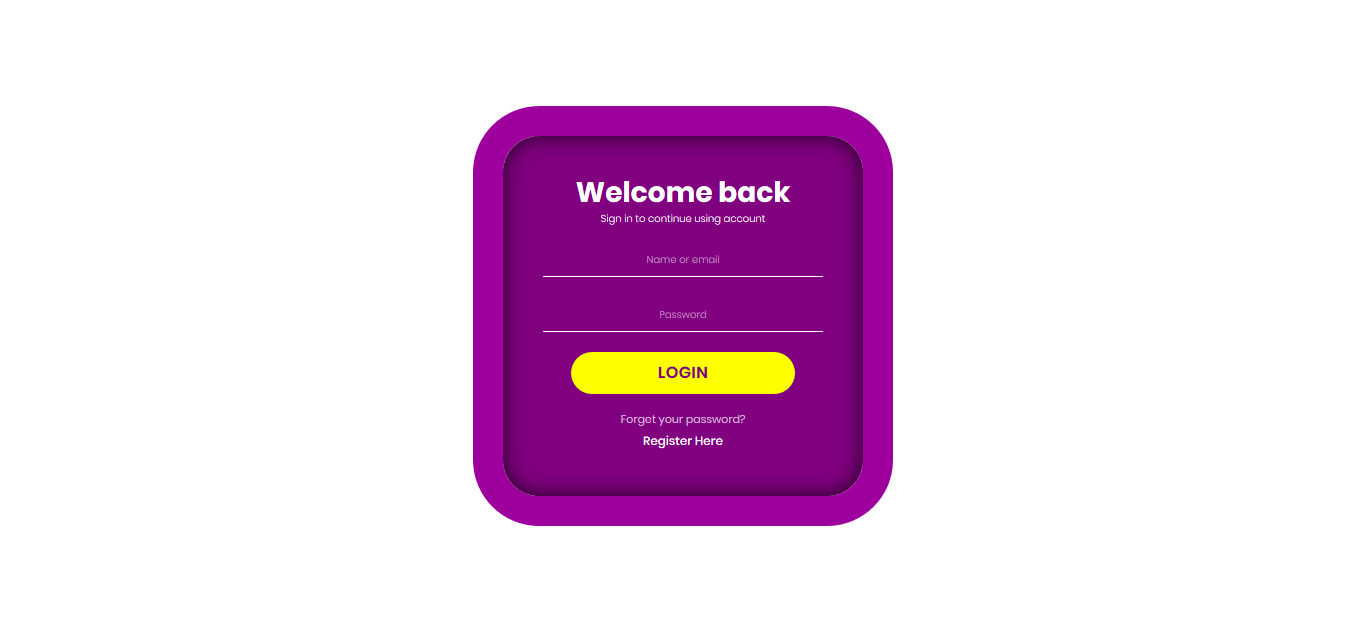 Welcome back
Sign in to continue using account
Name or email
Password
LOGIN
Forget your password?
Register Here